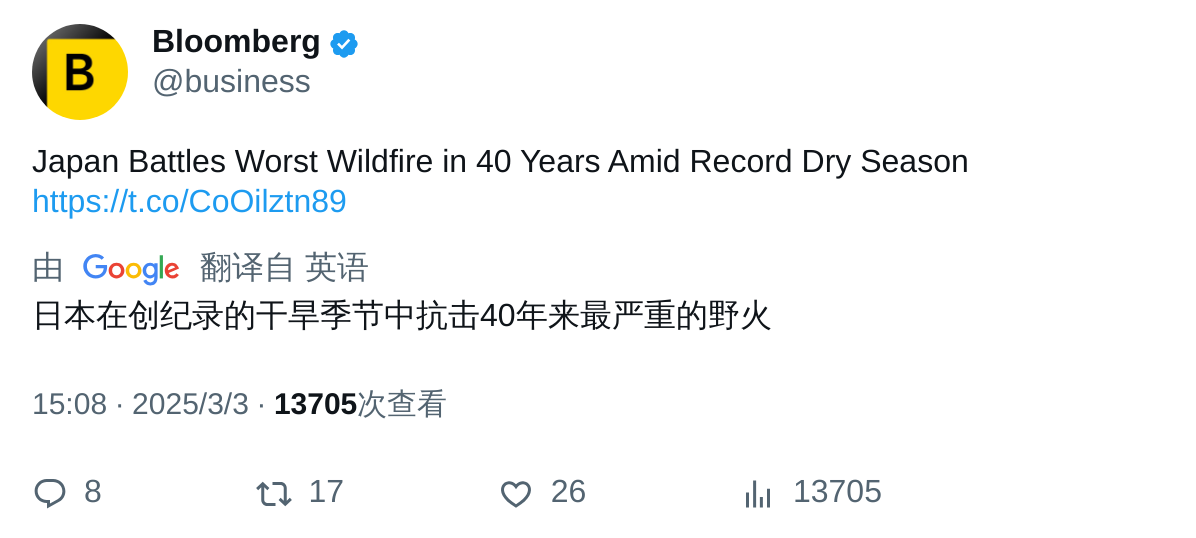 B
Bloomberg
@business
Japan Battles Worst Wildfire in 40 Years Amid Record Dry Season
https://t.co/CoOilztn89
由 Google 翻译自 英语
日本在创纪录的干旱季节中抗击40年来最严重的野火
15:08 · 2025/3/3 · 13705次查看
8 17 26 13705